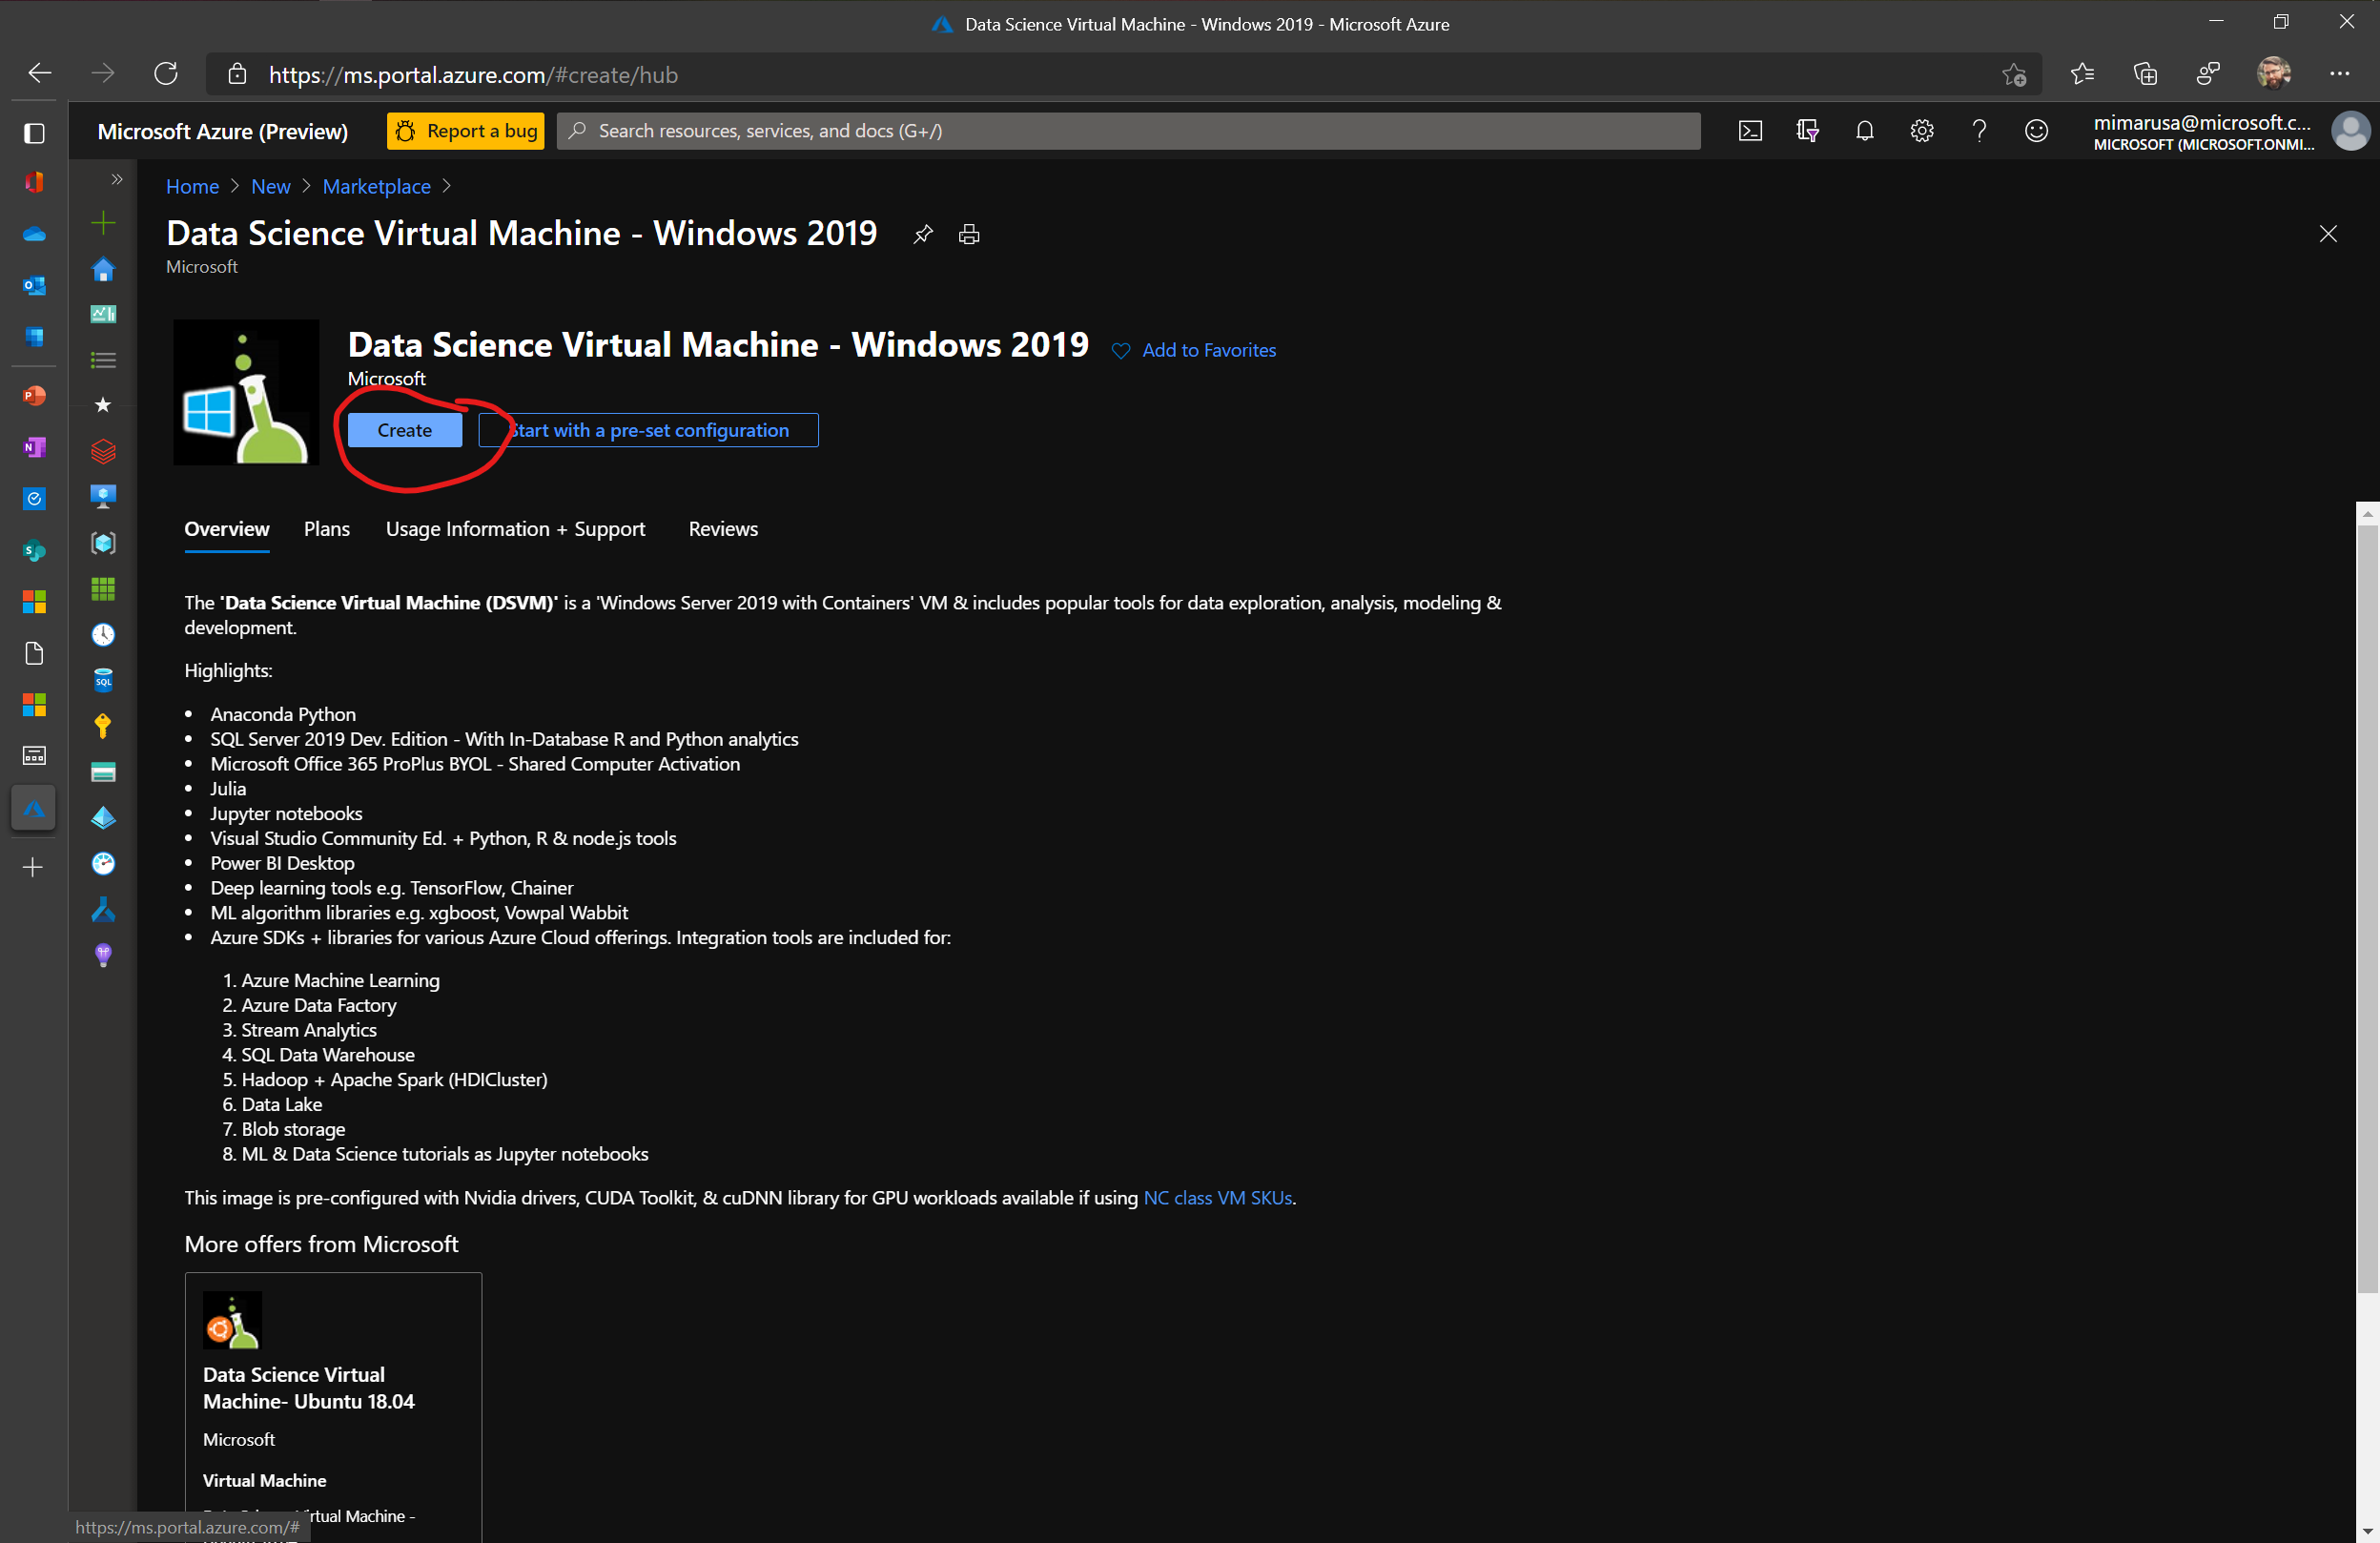 Data Science Virtual Machine - Windows 2019 - Microsoft Azure
https://ms.portal.azure.com/#create/hub
Microsoft Azure (Preview)
Report a bug
Search resources, services, and docs (G+/)
mimarusa@microsoft.c...
MICROSOFT (MICROSOFT.ONMI...
Home > New > Marketplace >
Data Science Virtual Machine - Windows 2019
Microsoft
Data Science Virtual Machine - Windows 2019
Add to Favorites
Microsoft
Create
Start with a pre-set configuration
Overview
Plans
Usage Information + Support
Reviews
The 'Data Science Virtual Machine (DSVM)' is a 'Windows Server 2019 with Containers' VM & includes popular tools for data exploration, analysis, modeling &
development.
Highlights:
• Anaconda Python
• SQL Server 2019 Dev. Edition - With In-Database R and Python analytics
• Microsoft Office 365 ProPlus BYOL - Shared Computer Activation
• Julia
• Jupyter notebooks
• Visual Studio Community Ed. + Python, R & node.js tools
• Power BI Desktop
• Deep learning tools e.g. TensorFlow, Chainer
• ML algorithm libraries e.g. xgboost, Vowpal Wabbit
• Azure SDKs + libraries for various Azure Cloud offerings. Integration tools are included for:
1. Azure Machine Learning
2. Azure Data Factory
3. Stream Analytics
4. SQL Data Warehouse
5. Hadoop + Apache Spark (HDICluster)
6. Data Lake
7. Blob storage
8. ML & Data Science tutorials as Jupyter notebooks
This image is pre-configured with Nvidia drivers, CUDA Toolkit, & cuDNN library for GPU workloads available if using NC class VM SKUs.
More offers from Microsoft
Data Science Virtual
Machine- Ubuntu 18.04
Microsoft
Virtual Machine
Machine -
https://ms.portal.azure.com/#